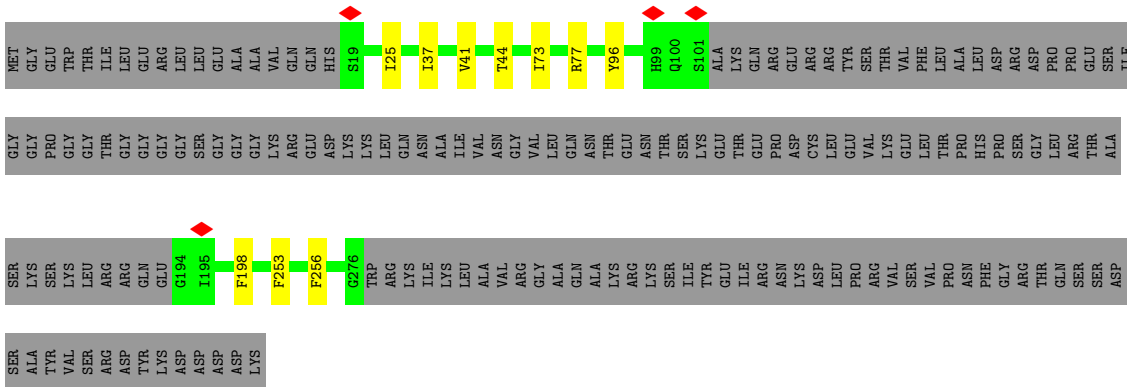 MET GLY GLU TRP THR ILE LEU GLU ARG LEU LEU GLU ALA ALA VAL GLN GLN HIS S19 I25 I37 V41 T44 I73 R77 Y96 H99 Q100 S101 ALA LYS GLN ARG GLU ARG ARG TYR SER THR VAL PHE LEU ALA LEU ASP ARG ASP PRO PRO GLU SER ILE
GLY GLY PRO GLY GLY THR GLY GLY GLY GLY SER GLY GLY GLY LYS ARG GLU ASP LYS LYS LEU GLN ASN ALA ILE VAL ASN GLY VAL LEU GLN ASN THR GLU ASN THR SER LYS GLU THR GLU PRO ASP CYS LEU GLU VAL LYS GLU LEU THR PRO HIS PRO SER GLY LEU ARG THR ALA
SER LYS SER LYS LEU ARG ARG GLN GLU G194 I195 F198 F253 F256 G276 TRP ARG LYS ILE LYS LEU ALA VAL ARG GLY ALA GLN ALA LYS ARG LYS SER ILE TYR GLU ILE ARG ASN LYS ASP LEU PRO ARG VAL SER VAL PRO ASN PHE GLY ARG THR GLN SER SER ASP
SER ALA TYR VAL SER ARG ASP TYR LYS ASP ASP ASP ASP LYS